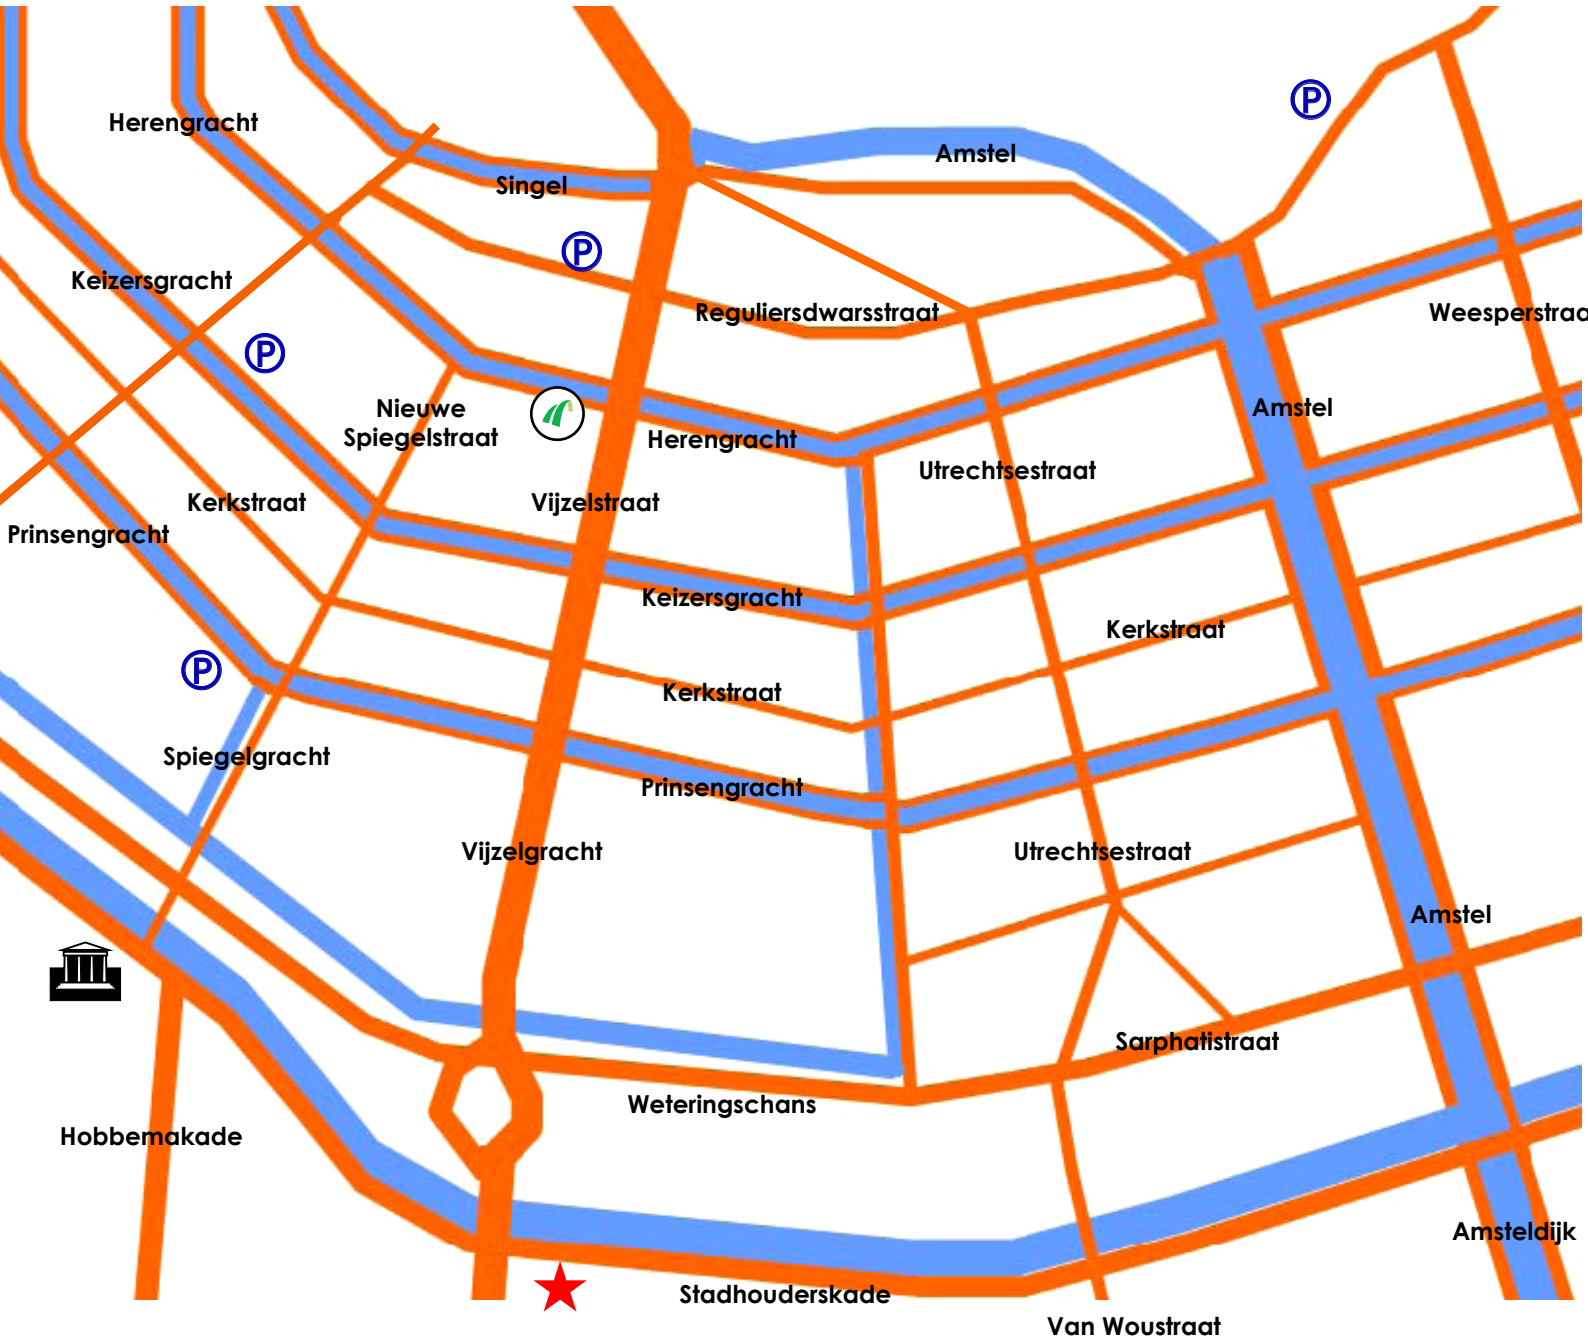 Herengracht
P
Amstel
Singel
P
Keizersgracht
Reguliersdwarsstraat
Weesperstraa
P
Nieuwe
Spiegelstraat
Amstel
Herengracht
Utrechtsestraat
Kerkstraat
Vijzelstraat
Prinsengracht
Keizersgracht
Kerkstraat
P
Kerkstraat
Spiegelgracht
Prinsengracht
Vijzelgracht
Utrechtsestraat
Amstel
Sarphatistraat
Weteringschans
Hobbemakade
Amsteldijk
Stadhouderskade
Van Woustraat